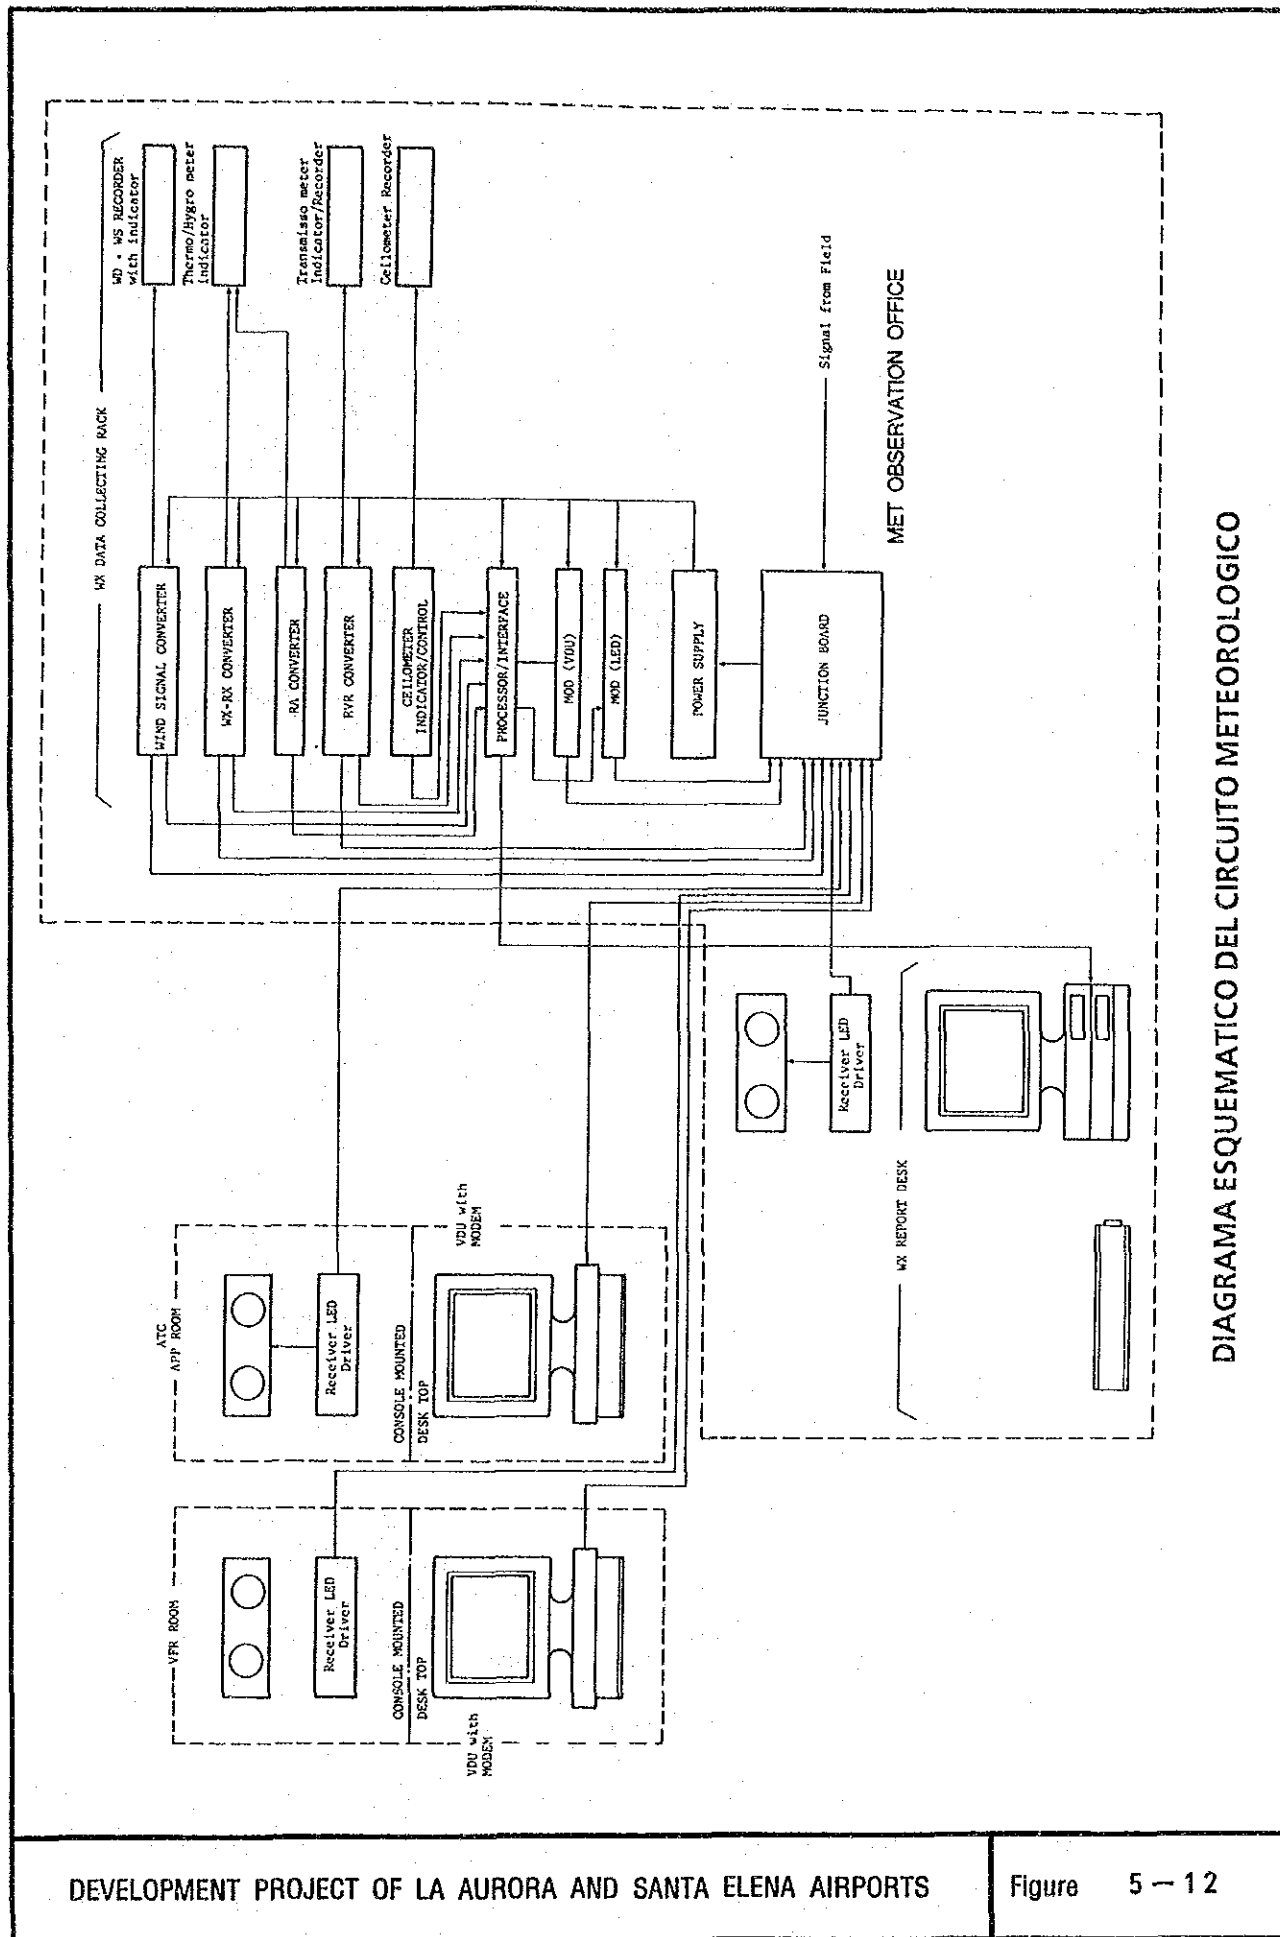 WX DATA COLLECTING RACK
WD • WS RECORDER
with indicator
Thermo/Hygro meter
indicator
Transmisso meter
Indicator/Recorder
Ceilometer Recorder
WIND SIGNAL CONVERTER
WX-RX CONVERTER
RA CONVERTER
RVR CONVERTER
CEILOMETER
INDICATOR/CONTROL
PROCESSOR/INTERFACE
MOD (VDU)
MOD (LED)
POWER SUPPLY
JUNCTION BOARD
Signal from Field
MET OBSERVATION OFFICE
VFR ROOM
Receiver LED
Driver
CONSOLE MOUNTED
DESK TOP
VDU with
MODEM
ATC
APP ROOM
Receiver LED
Driver
CONSOLE MOUNTED
DESK TOP
VDU with
MODEM
Receiver LED
Driver
WX REPORT DESK
DIAGRAMA ESQUEMATICO DEL CIRCUITO METEOROLOGICO
DEVELOPMENT PROJECT OF LA AURORA AND SANTA ELENA AIRPORTS
Figure 5 — 12